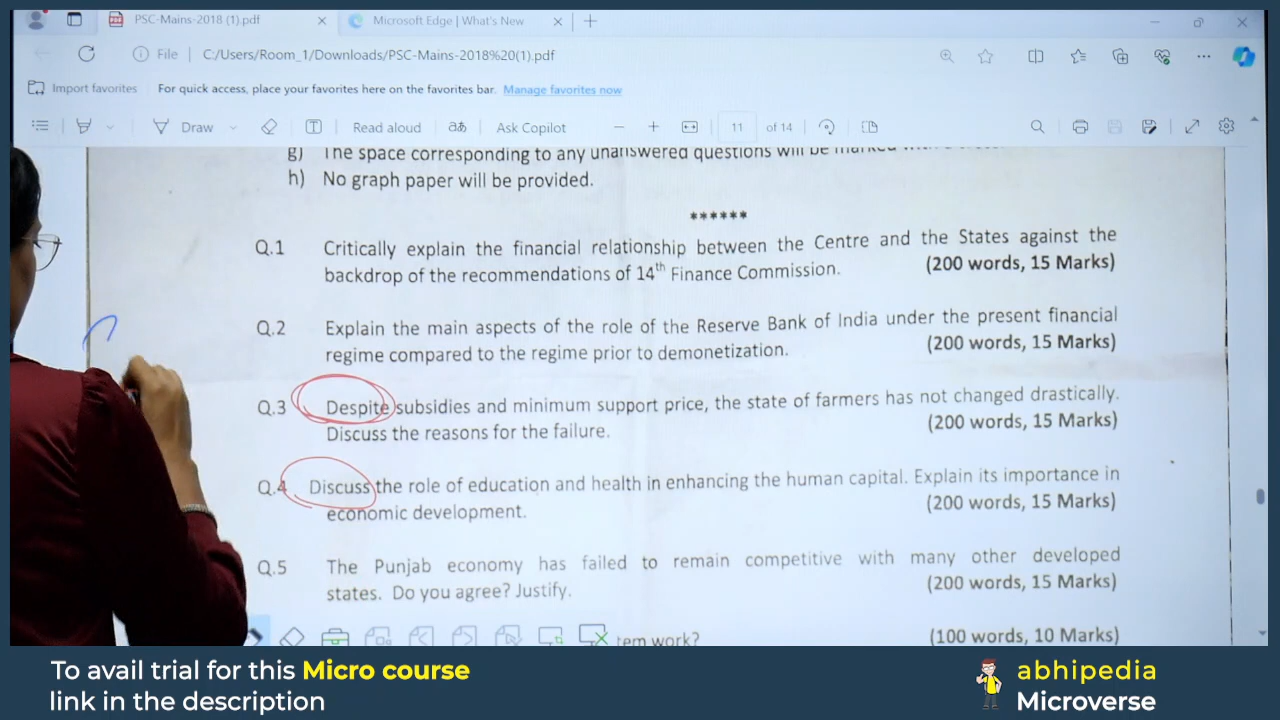 PSC-Mains-2018 (1).pdf
Microsoft Edge | What's New
File
C:/Users/Room_1/Downloads/PSC-Mains-2018%20(1).pdf
Import favorites
For quick access, place your favorites here on the favorites bar. Manage favorites now
Draw
Read aloud
Ask Copilot
11 of 14
g) The space corresponding to any unanswered questions will be marked
h) No graph paper will be provided.
******
Q.1 Critically explain the financial relationship between the Centre and the States against the
backdrop of the recommendations of 14th Finance Commission. (200 words, 15 Marks)
Q.2 Explain the main aspects of the role of the Reserve Bank of India under the present financial
regime compared to the regime prior to demonetization. (200 words, 15 Marks)
Q.3 Despite subsidies and minimum support price, the state of farmers has not changed drastically.
Discuss the reasons for the failure. (200 words, 15 Marks)
Q.4 Discuss the role of education and health in enhancing the human capital. Explain its importance in
economic development. (200 words, 15 Marks)
Q.5 The Punjab economy has failed to remain competitive with many other developed
states. Do you agree? Justify. (200 words, 15 Marks)
tem work? (100 words, 10 Marks)
To avail trial for this Micro course
link in the description
abhipedia
Microverse